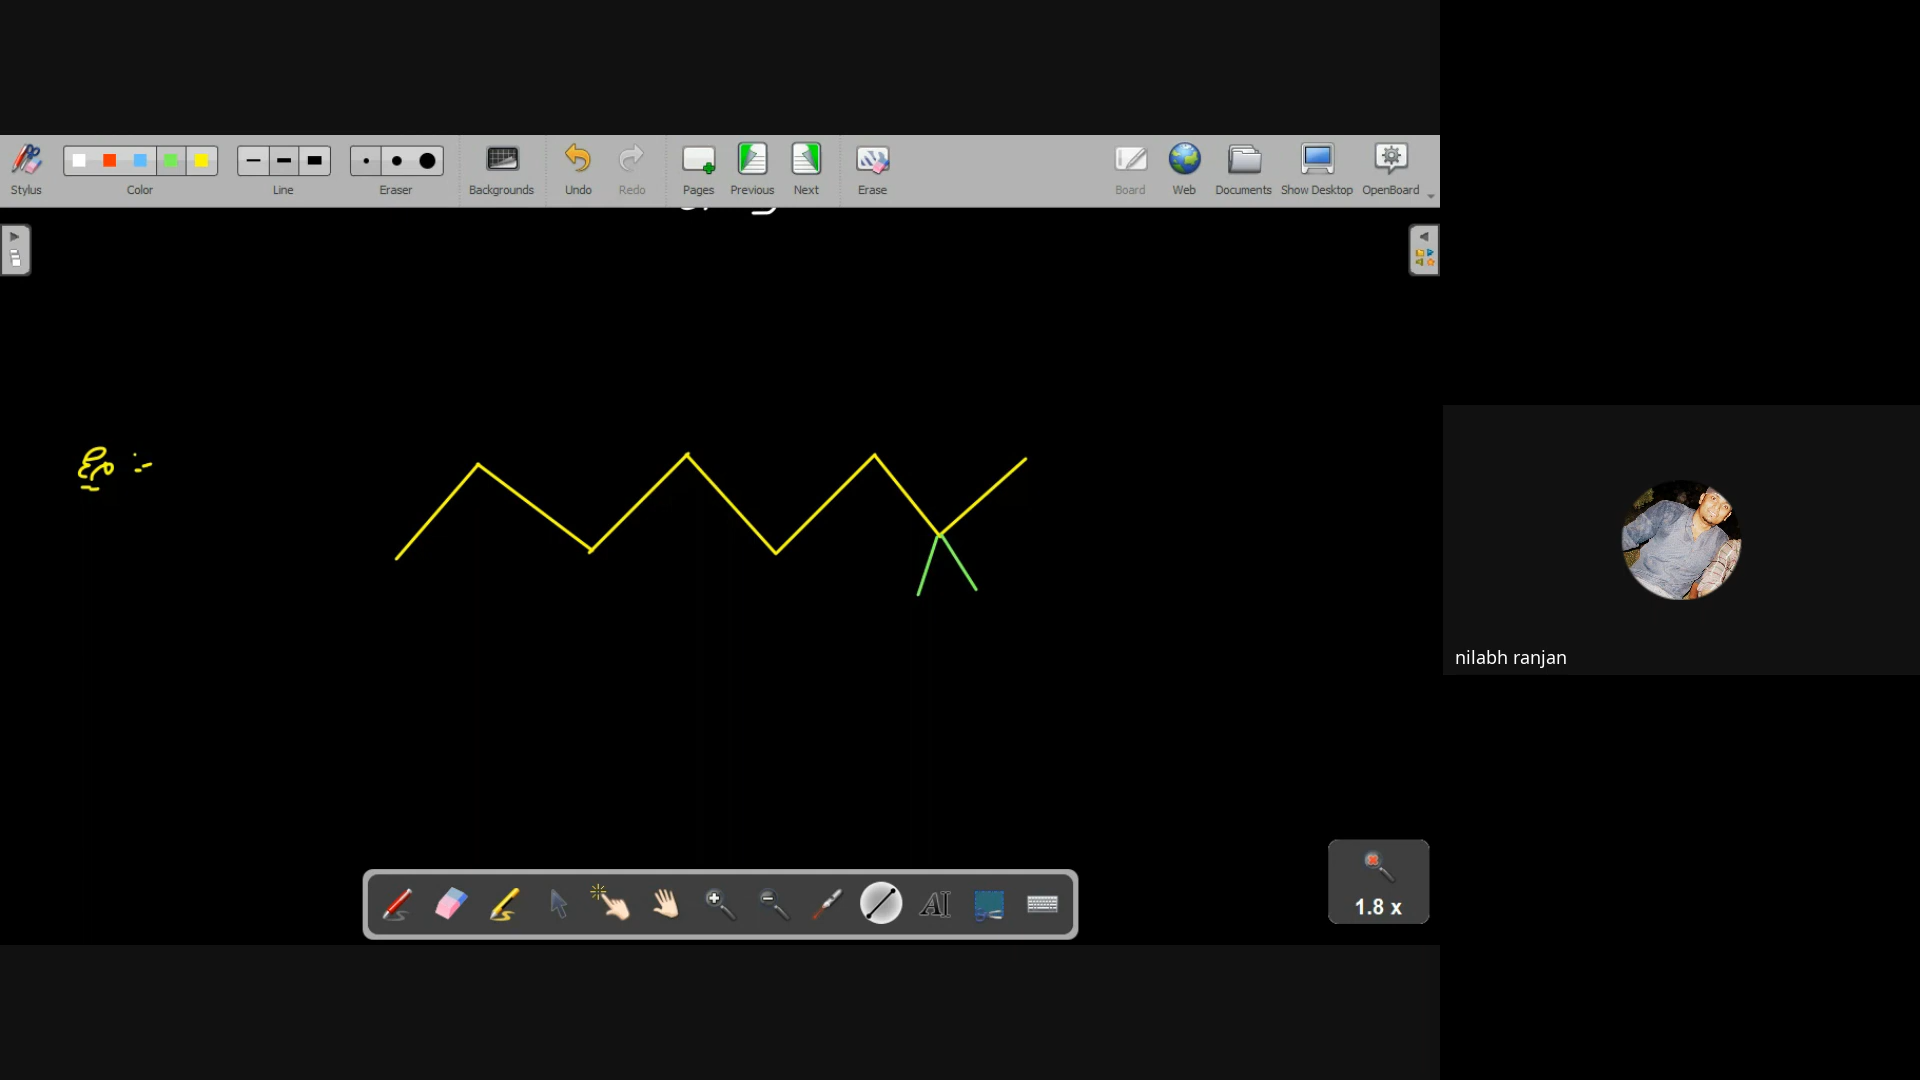 Stylus
Color
Line
Eraser
Backgrounds
Undo
Redo
Pages
Previous
Next
Erase
Board
Web
Documents
Show Desktop
OpenBoard
nilabh ranjan
AI
1.8 x